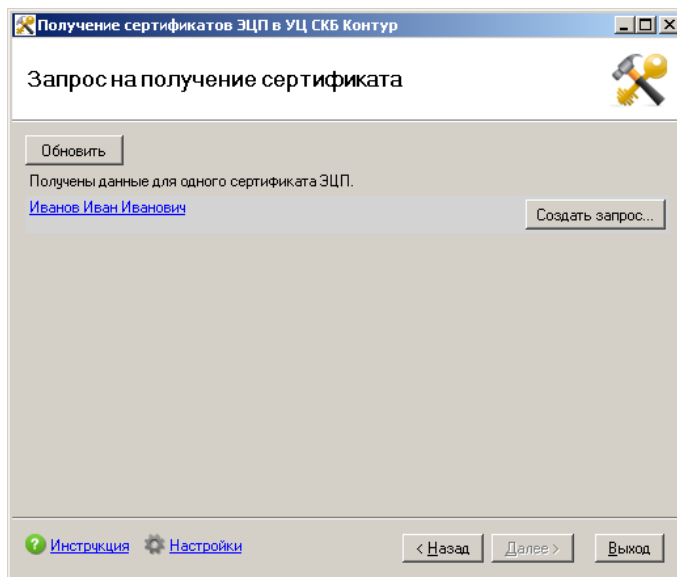 Получение сертификатов ЭЦП в УЦ СКБ Контур
Запрос на получение сертификата
Обновить
Получены данные для одного сертификата ЭЦП.
Иванов Иван Иванович
Создать запрос...
Инструкция Настройки < Назад Далее > Выход